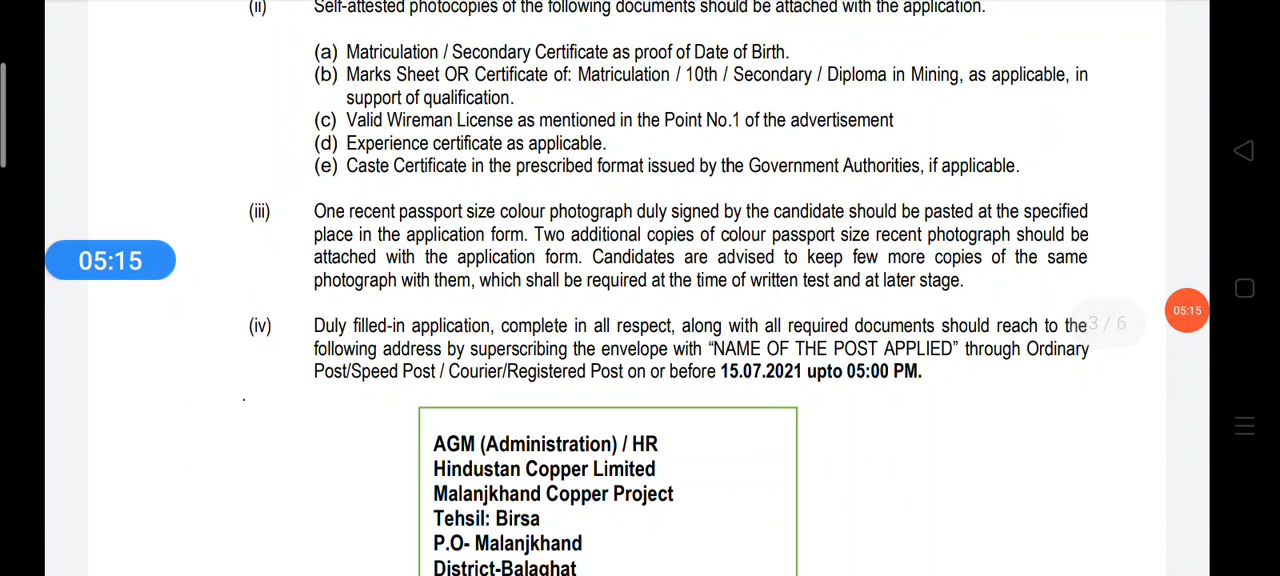 (ii) Self-attested photocopies of the following documents should be attached with the application.
(a) Matriculation / Secondary Certificate as proof of Date of Birth.
(b) Marks Sheet OR Certificate of: Matriculation / 10th / Secondary / Diploma in Mining, as applicable, in
support of qualification.
(c) Valid Wireman License as mentioned in the Point No.1 of the advertisement
(d) Experience certificate as applicable.
(e) Caste Certificate in the prescribed format issued by the Government Authorities, if applicable.
(iii) One recent passport size colour photograph duly signed by the candidate should be pasted at the specified
place in the application form. Two additional copies of colour passport size recent photograph should be
attached with the application form. Candidates are advised to keep few more copies of the same
photograph with them, which shall be required at the time of written test and at later stage.
05:15
05:15
3 / 6
(iv) Duly filled-in application, complete in all respect, along with all required documents should reach to the
following address by superscribing the envelope with “NAME OF THE POST APPLIED” through Ordinary
Post/Speed Post / Courier/Registered Post on or before 15.07.2021 upto 05:00 PM.
AGM (Administration) / HR
Hindustan Copper Limited
Malanjkhand Copper Project
Tehsil: Birsa
P.O- Malanjkhand
District-Balaghat